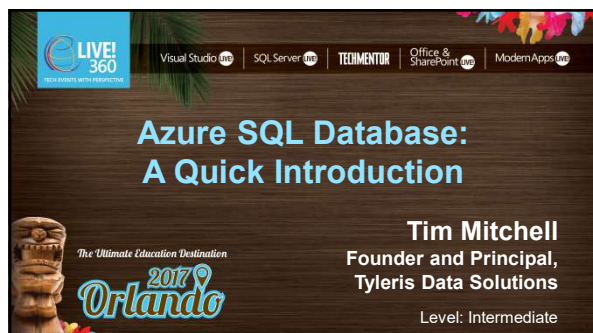 LIVE!
360
TECH EVENTS WITH PERSPECTIVE
Visual Studio LIVE! SQL Server LIVE! TECHMENTOR Office & SharePoint LIVE! Modern Apps LIVE!
Azure SQL Database:
A Quick Introduction
Tim Mitchell
Founder and Principal,
Tyleris Data Solutions
The Ultimate Education Destination
2017
Orlando
Level: Intermediate